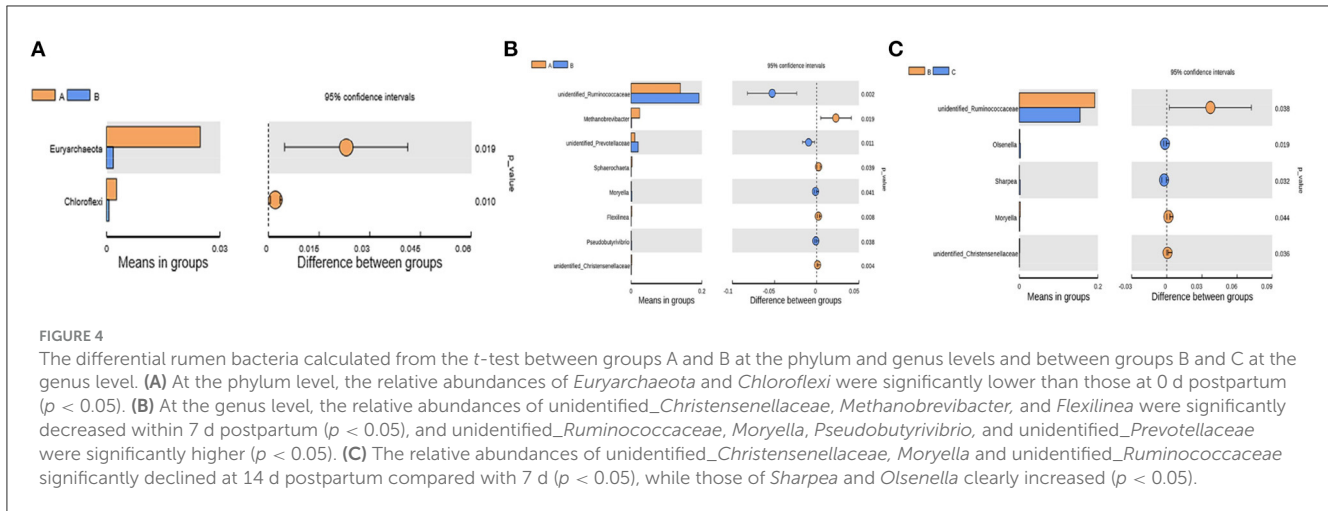 A
A B
95% confidence intervals
Euryarchaeota
0.019
Chloroflexi
0.010
p_value
0 0.03
0 0.015 0.03 0.045 0.06
Means in groups
Difference between groups
B
A B
95% confidence intervals
unidentified_Ruminococcaceae
0.002
Methanobrevibacter
0.019
unidentified_Prevotellaceae
0.011
Sphaerochaeta
0.039
Moryella
0.041
Flexilinea
0.008
Pseudobutyrivibrio
0.038
unidentified_Christensenellaceae
0.004
p_value
0 0.2
-0.1 -0.05 0 0.05
Means in groups
Difference between groups
C
B C
95% confidence intervals
unidentified_Ruminococcaceae
0.038
Olsenella
0.019
Sharpea
0.032
Moryella
0.044
unidentified_Christensenellaceae
0.036
p_value
0 0.2
-0.03 0 0.03 0.06 0.09
Means in groups
Difference between groups
FIGURE 4
The differential rumen bacteria calculated from the t-test between groups A and B at the phylum and genus levels and between groups B and C at the
genus level. (A) At the phylum level, the relative abundances of Euryarchaeota and Chloroflexi were significantly lower than those at 0 d postpartum
(p < 0.05). (B) At the genus level, the relative abundances of unidentified_Christensenellaceae, Methanobrevibacter, and Flexilinea were significantly
decreased within 7 d postpartum (p < 0.05), and unidentified_Ruminococcaceae, Moryella, Pseudobutyrivibrio, and unidentified_Prevotellaceae
were significantly higher (p < 0.05). (C) The relative abundances of unidentified_Christensenellaceae, Moryella and unidentified_Ruminococcaceae
significantly declined at 14 d postpartum compared with 7 d (p < 0.05), while those of Sharpea and Olsenella clearly increased (p < 0.05).